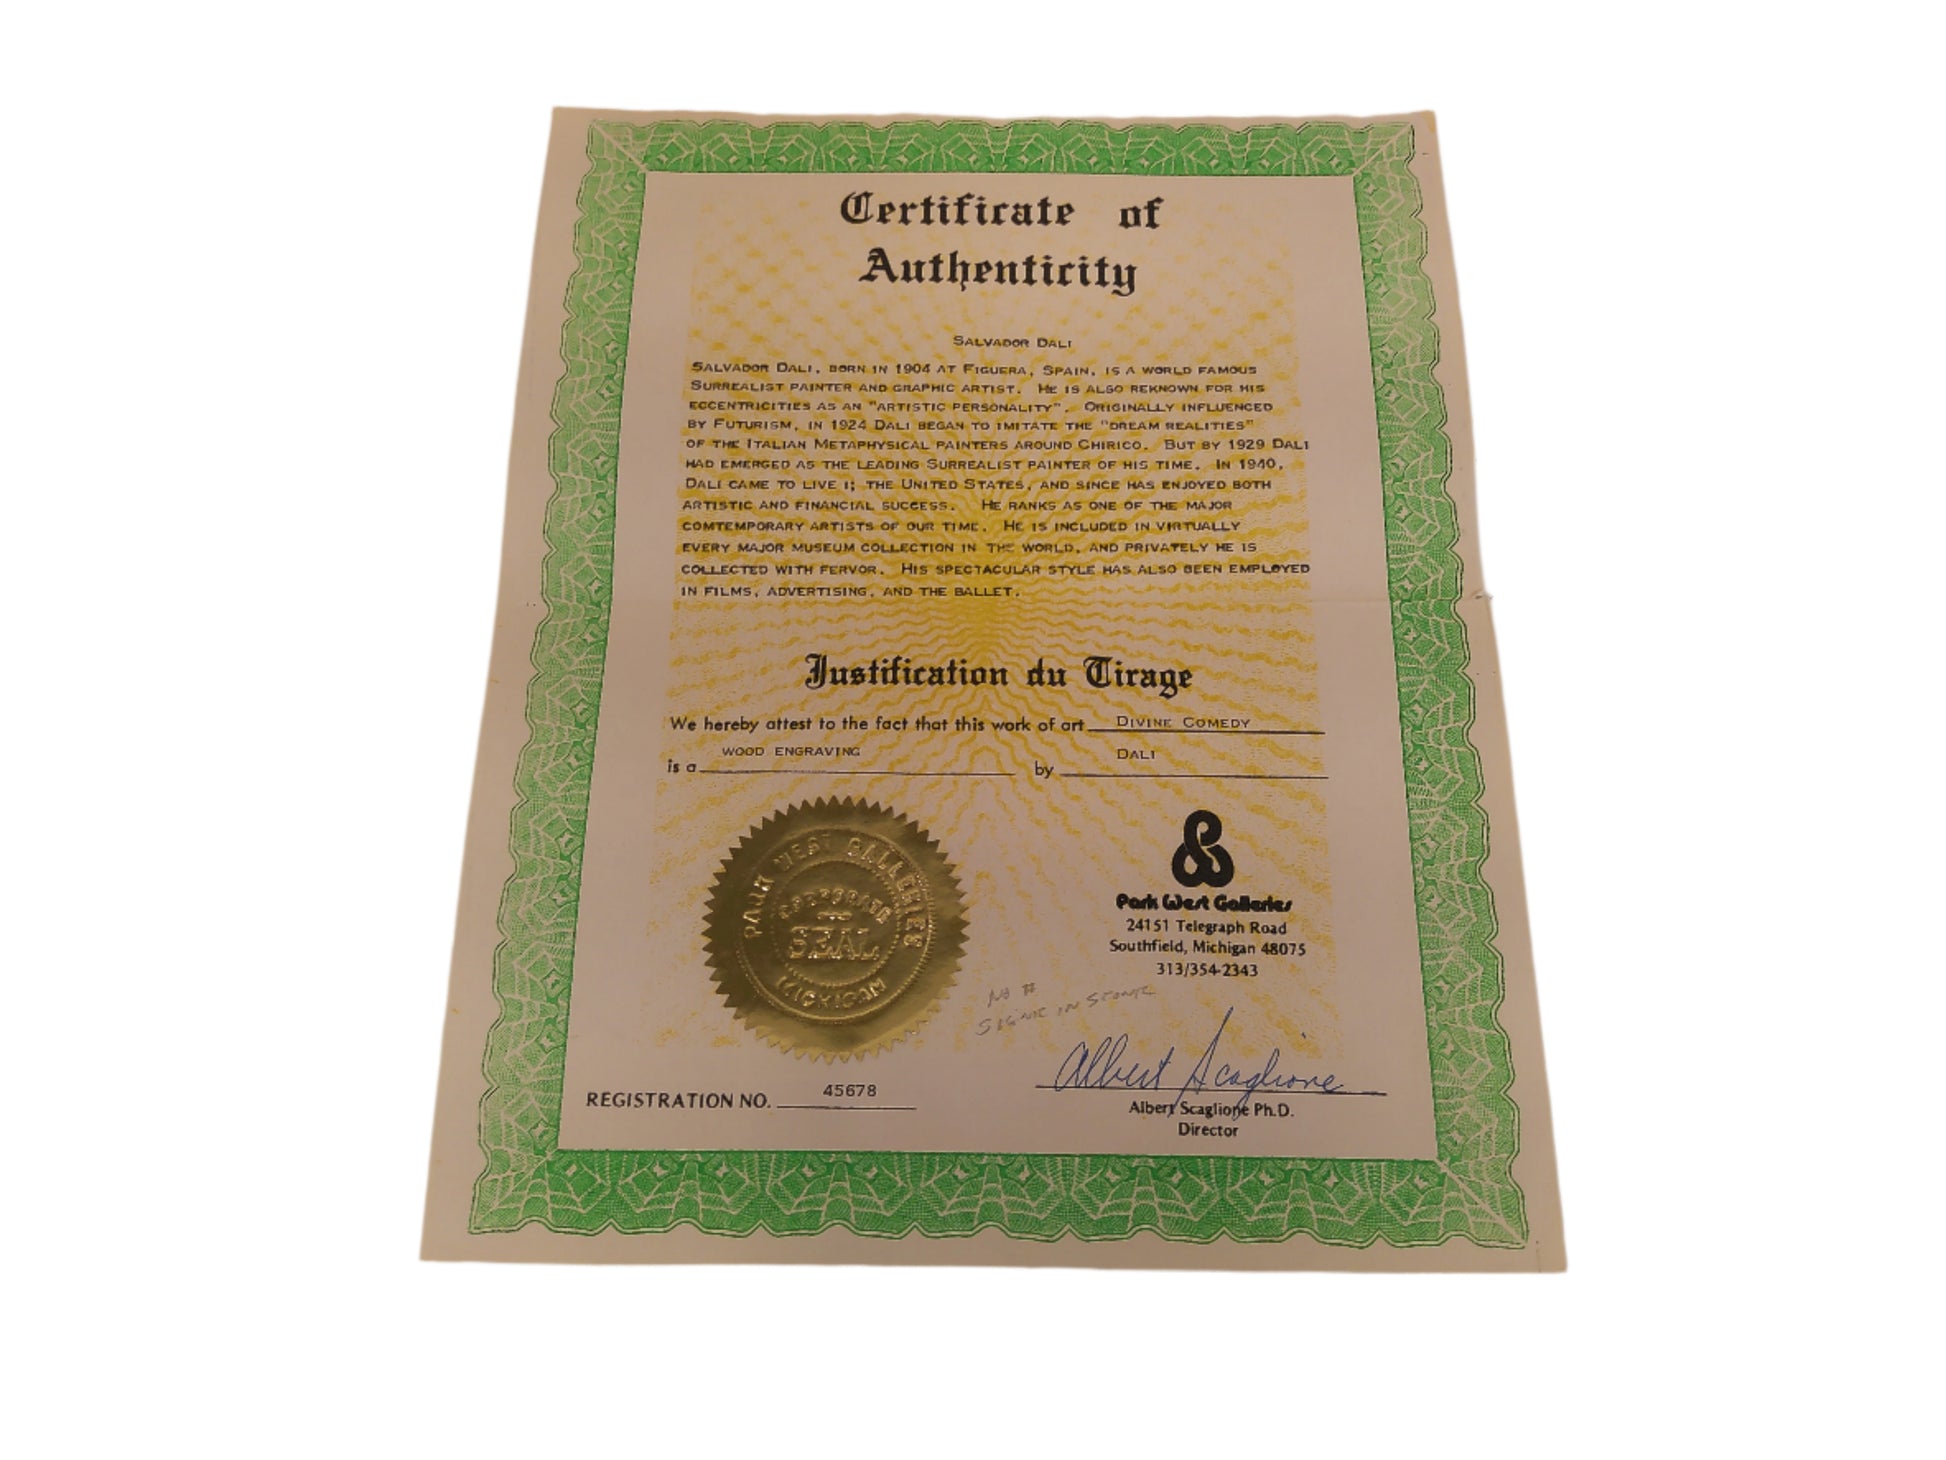 Certificate of
Authenticity
SALVADOR DALI
SALVADOR DALI, BORN IN 1904 AT FIGUERA, SPAIN, IS A WORLD FAMOUS
SURREALIST PAINTER AND GRAPHIC ARTIST. HE IS ALSO REKNOWN FOR HIS
ECCENTRICITIES AS AN "ARTISTIC PERSONALITY". ORIGINALLY INFLUENCED
BY FUTURISM, IN 1924 DALI BEGAN TO IMITATE THE "DREAM REALITIES"
OF THE ITALIAN METAPHYSICAL PAINTERS AROUND CHIRICO. BUT BY 1929 DALI
HAD EMERGED AS THE LEADING SURREALIST PAINTER OF HIS TIME. IN 1940,
DALI CAME TO LIVE I; THE UNITED STATES, AND SINCE HAS ENJOYED BOTH
ARTISTIC AND FINANCIAL SUCCESS. HE RANKS AS ONE OF THE MAJOR
COMTEMPORARY ARTISTS OF OUR TIME. HE IS INCLUDED IN VIRTUALLY
EVERY MAJOR MUSEUM COLLECTION IN THE WORLD, AND PRIVATELY HE IS
COLLECTED WITH FERVOR. HIS SPECTACULAR STYLE HAS ALSO BEEN EMPLOYED
IN FILMS, ADVERTISING, AND THE BALLET.
Justification du Tirage
We hereby attest to the fact that this work of art DIVINE COMEDY
is a WOOD ENGRAVING by DALI
PARK WEST GALLERIES
CORPORATE
SEAL
MICHIGAN
Park West Galleries
24151 Telegraph Road
Southfield, Michigan 48075
313/354-2343
NO #
IN STONE
Albert Scaglione
REGISTRATION NO. 45678
Albert Scaglione Ph.D.
Director